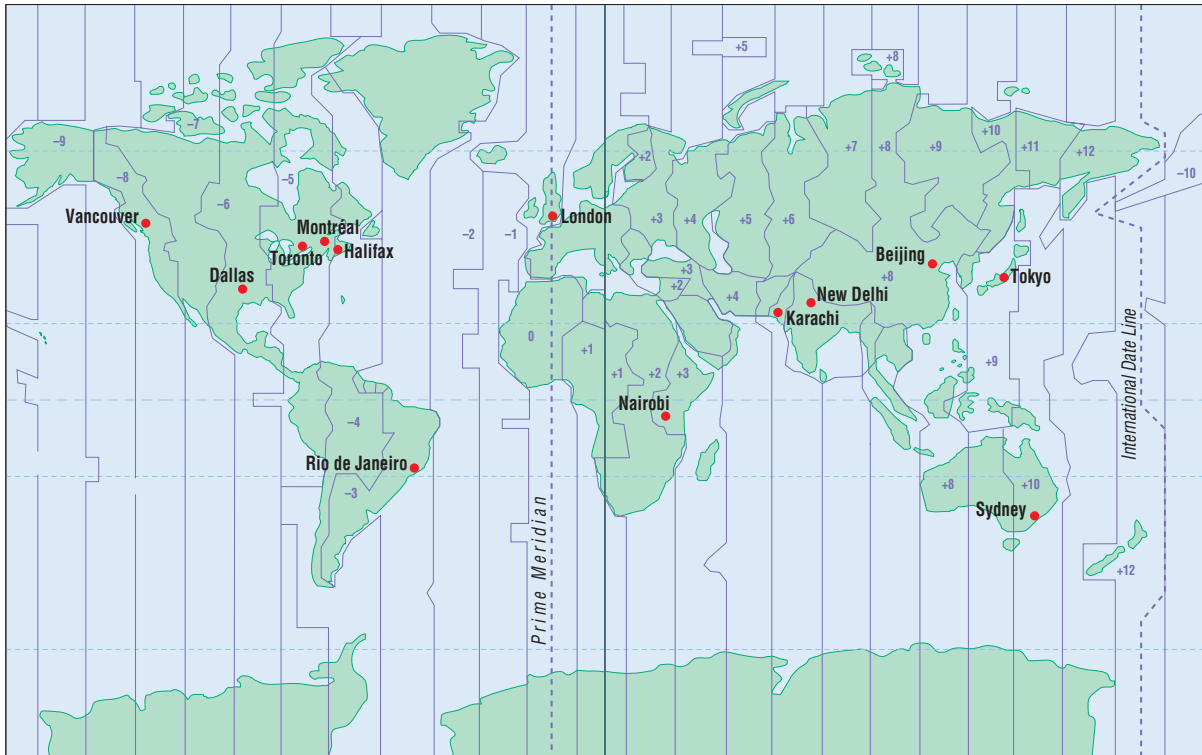 +5
+8
−7
−9
+10
+7
+8
+9
+11
+12
−10
+2
−8
−5
−6
Vancouver
London
Montréal
+3
+4
+5
+6
−2
−1
Toronto
Halifax
Beijing
+3
+8
Tokyo
Dallas
+2
+4
New Delhi
Karachi
0
+1
+1
+2
+3
+9
International Date Line
Nairobi
−4
Rio de Janeiro
−3
+8
+10
Sydney
Prime Meridian
+12